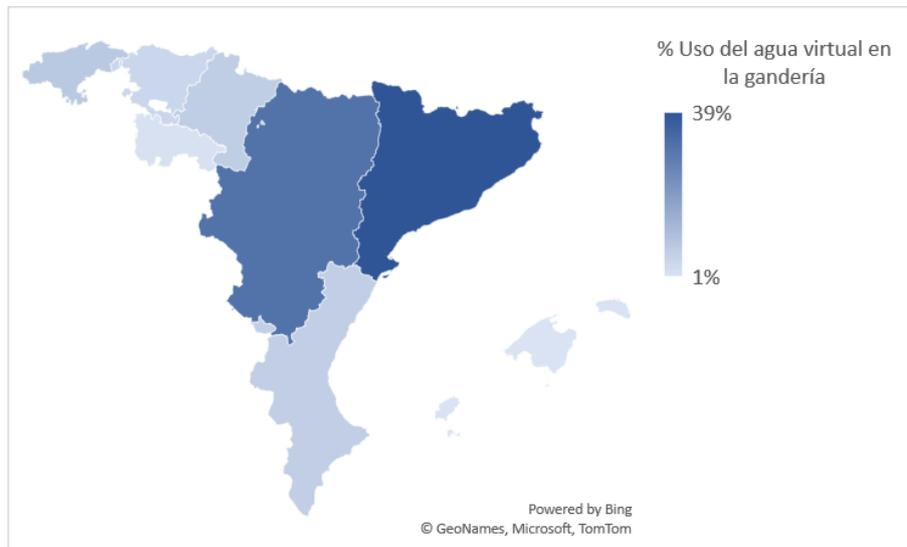 % Uso del agua virtual en
la gandería
39%
1%
Powered by Bing
© GeoNames, Microsoft, TomTom